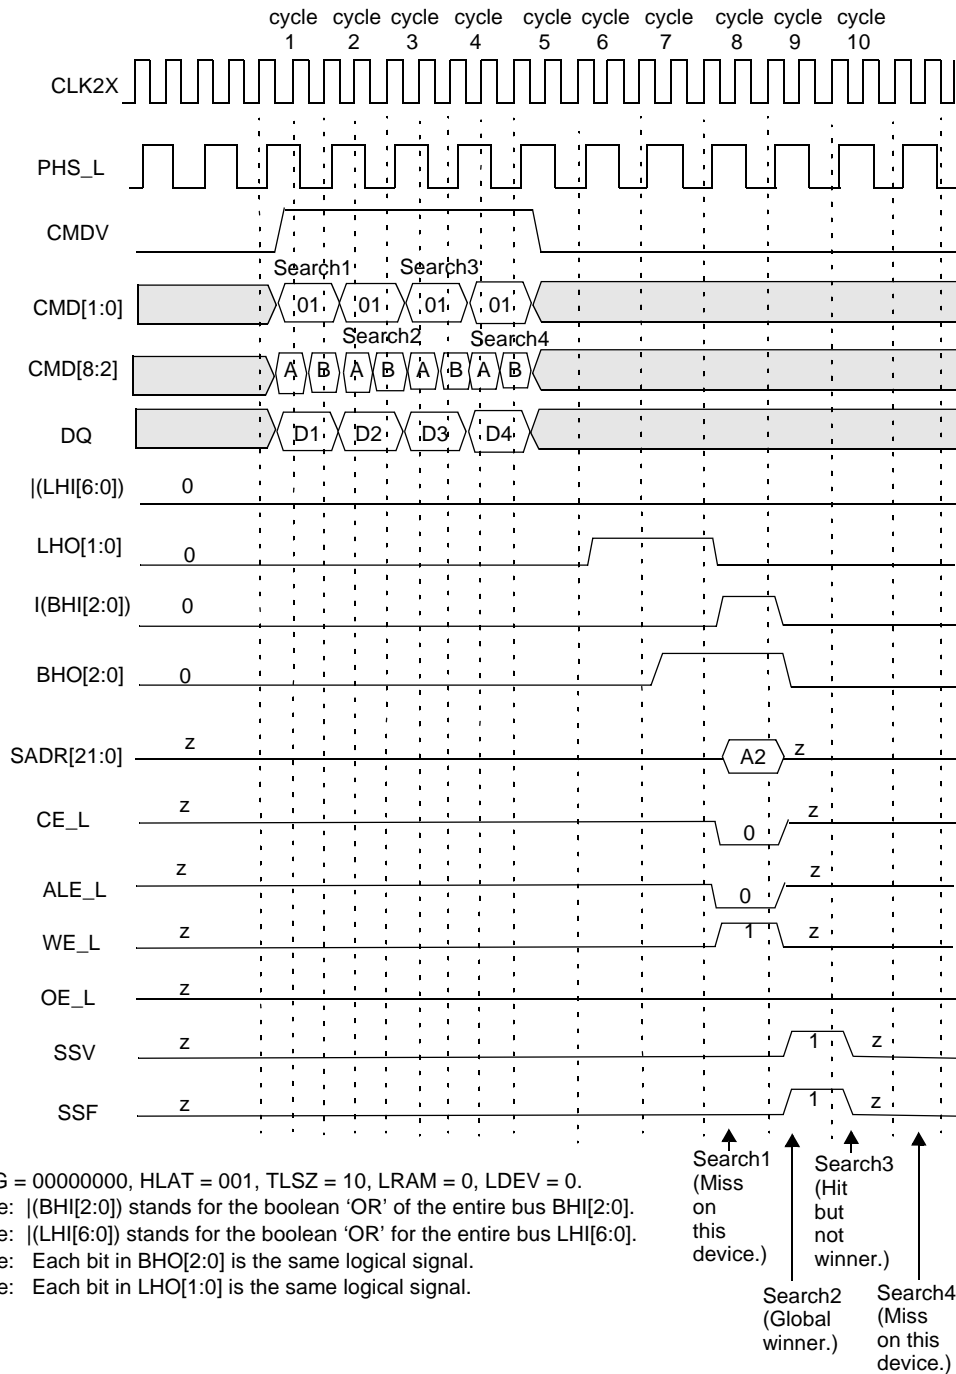 cycle cycle cycle cycle cycle cycle cycle cycle cycle cycle
1 2 3 4 5 6 7 8 9 10
CLK2X
PHS_L
CMDV
Search1 Search3
CMD[1:0] 01 01 01 01
Search2 Search4
CMD[8:2] A B A B A B A B
DQ D1 D2 D3 D4
|(LHI[6:0]) 0
LHO[1:0] 0
I(BHI[2:0]) 0
BHO[2:0] 0
SADR[21:0] z A2 z
CE_L z 0 z
ALE_L z 0 z
WE_L z 1 z
OE_L z
SSV z 1 z
SSF z 1 z
Search1
(Miss
on
this
device.)
Search3
(Hit
but
not
winner.)
Search2
(Global
winner.)
Search4
(Miss
on this
device.)
G = 00000000, HLAT = 001, TLSZ = 10, LRAM = 0, LDEV = 0.
e: |(BHI[2:0]) stands for the boolean ‘OR’ of the entire bus BHI[2:0].
e: |(LHI[6:0]) stands for the boolean ‘OR’ for the entire bus LHI[6:0].
e: Each bit in BHO[2:0] is the same logical signal.
e: Each bit in LHO[1:0] is the same logical signal.